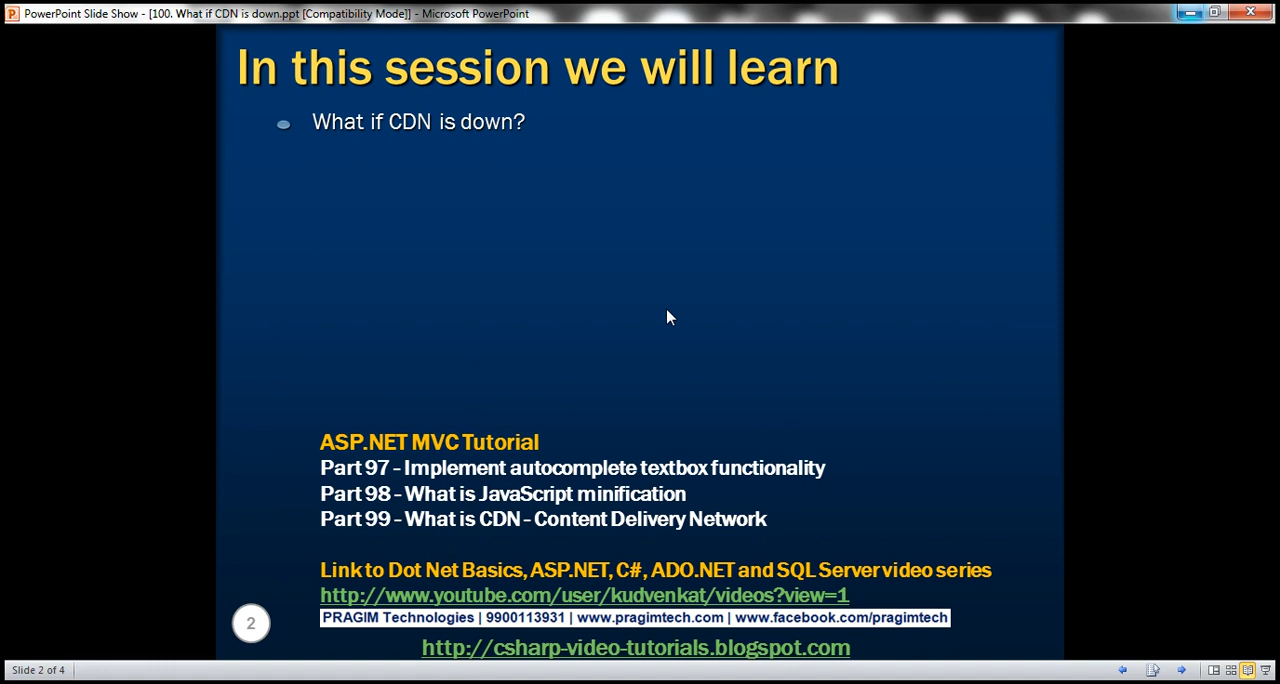 PowerPoint Slide Show - [100. What if CDN is down.ppt [Compatibility Mode]] - Microsoft PowerPoint
In this session we will learn
What if CDN is down?
ASP.NET MVC Tutorial
Part 97 - Implement autocomplete textbox functionality
Part 98 - What is JavaScript minification
Part 99 - What is CDN - Content Delivery Network
Link to Dot Net Basics, ASP.NET, C#, ADO.NET and SQL Server video series
http://www.youtube.com/user/kudvenkat/videos?view=1
PRAGIM Technologies | 9900113931 | www.pragimtech.com | www.facebook.com/pragimtech
2
http://csharp-video-tutorials.blogspot.com
Slide 2 of 4